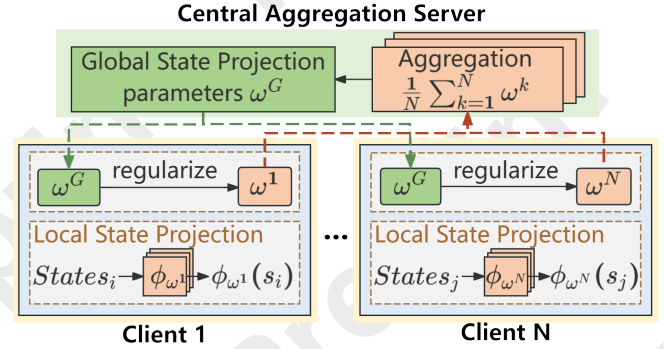 Central Aggregation Server
Global State Projection
parameters ω^G
Aggregation
1/N ∑_{k=1}^{N} ω^k
ω^G
regularize
ω^1
Local State Projection
States_i
ϕ_{ω^1}
ϕ_{ω^1}(s_i)
Client 1
...
ω^G
regularize
ω^N
Local State Projection
States_j
ϕ_{ω^N}
ϕ_{ω^N}(s_j)
Client N